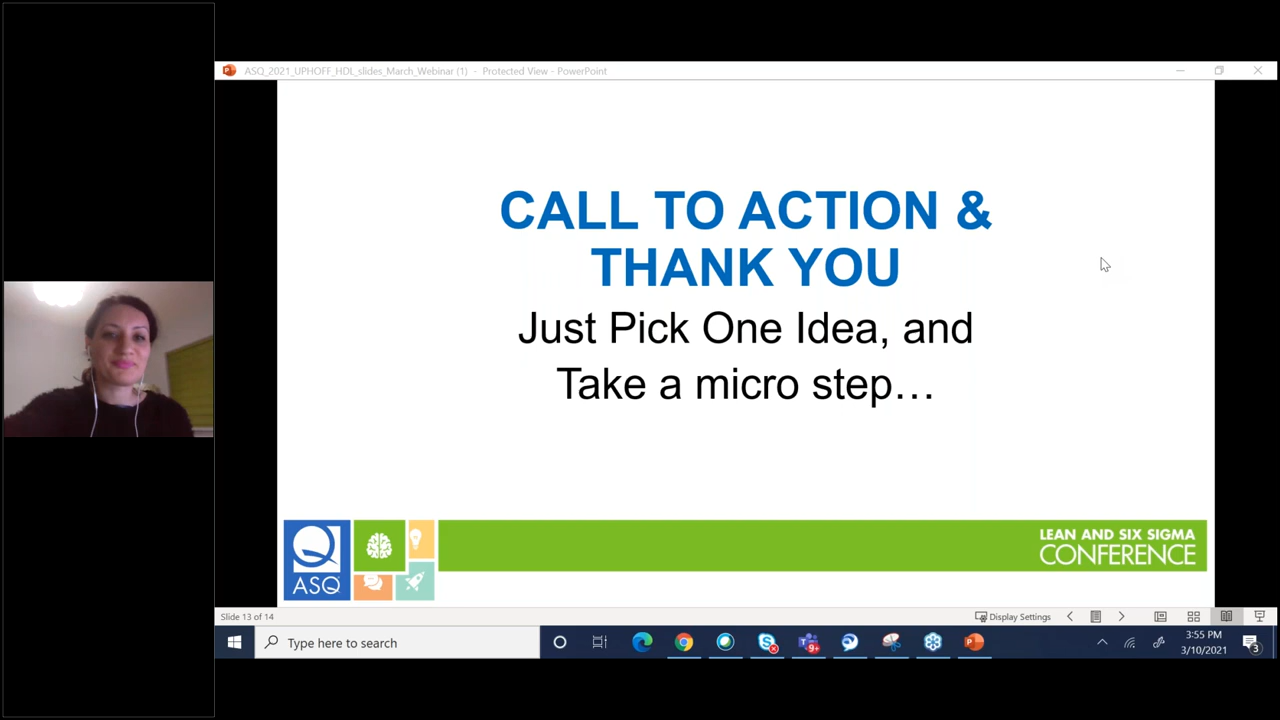 ASQ_2021_UPHOFF_HDL_slides_March_Webinar (1) - Protected View - PowerPoint
CALL TO ACTION &
THANK YOU
Just Pick One Idea, and
Take a micro step…
ASQ
LEAN AND SIX SIGMA
CONFERENCE
Slide 13 of 14
Display Settings
Type here to search
9+
3:55 PM
3/10/2021
3